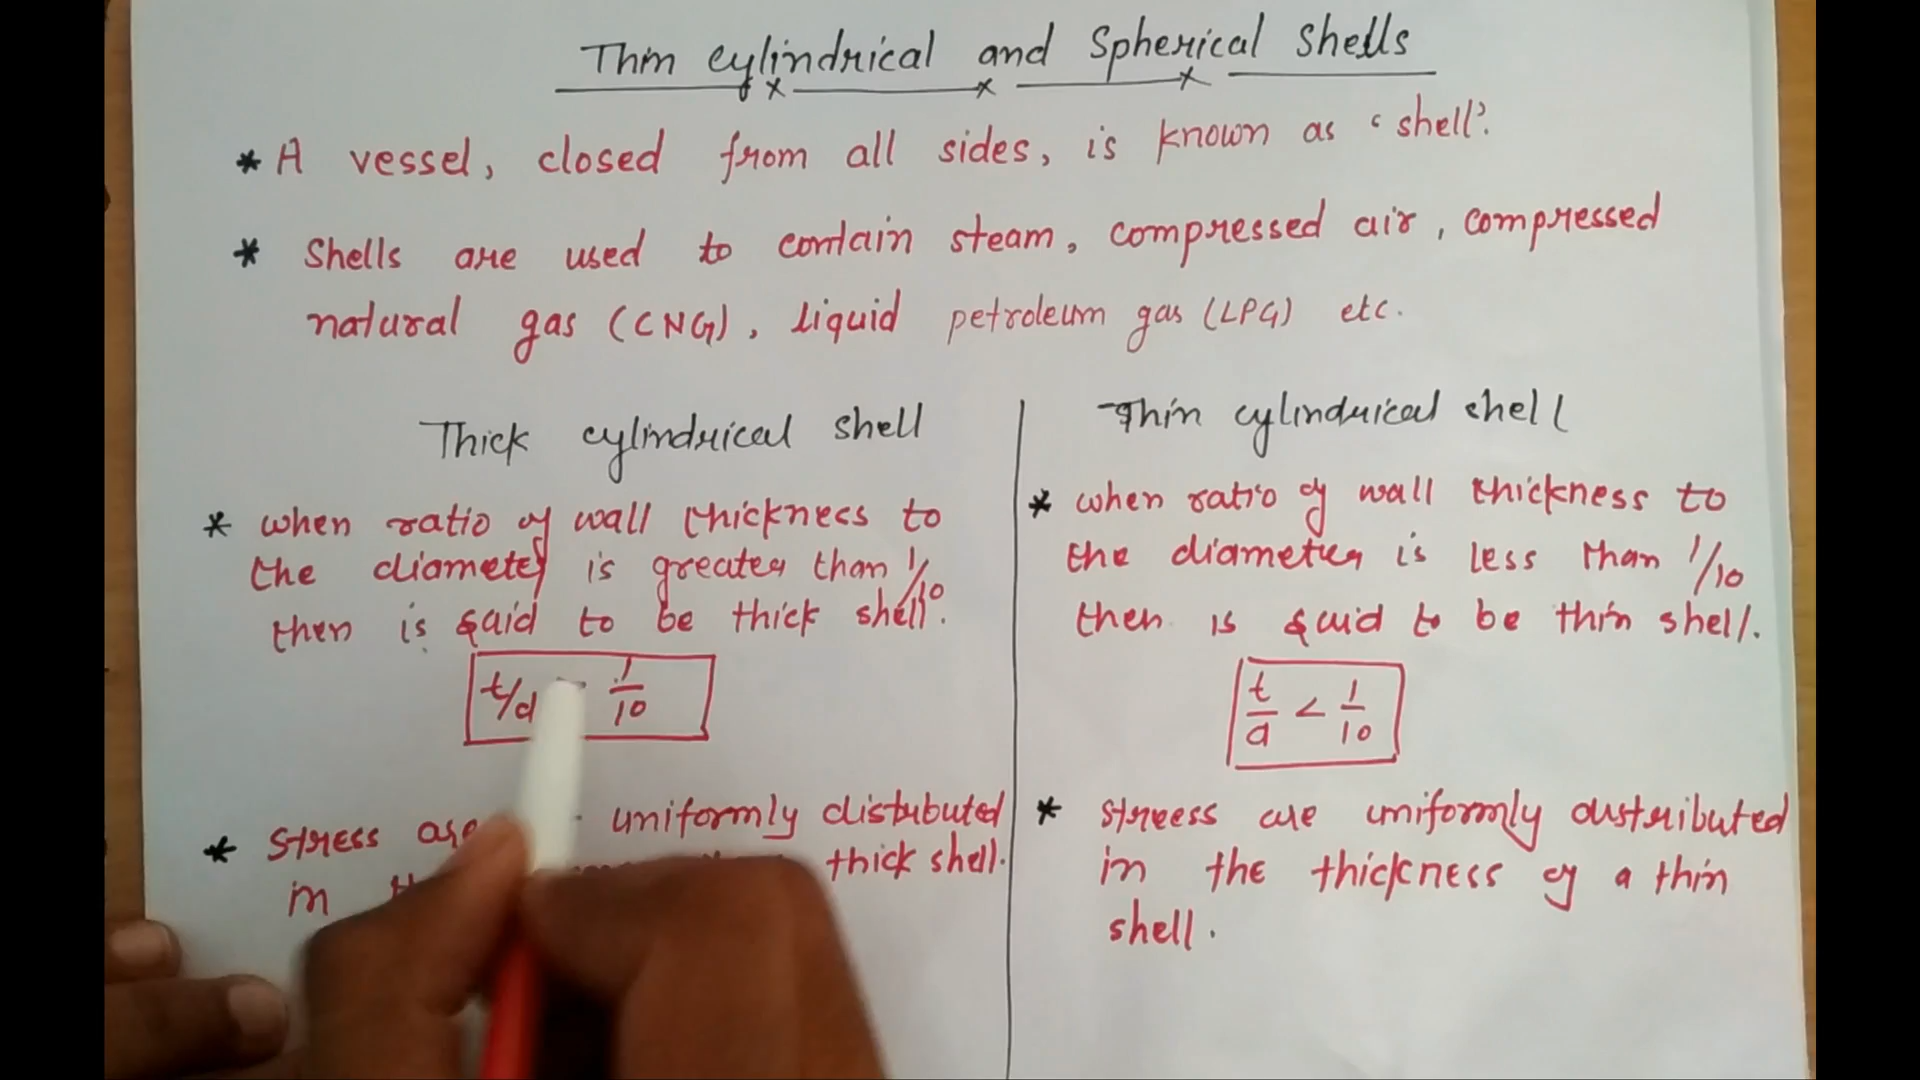 Thin cylindrical and Spherical Shells
* A vessel, closed from all sides, is known as 'shell'.
* Shells are used to contain steam, compressed air, compressed
natural gas (CNG), liquid petroleum gas (LPG) etc.
Thick cylindrical shell
* when ratio of wall thickness to
the diameter is greater than 1/10
then is said to be thick shell.
t/d 1/10
* stress are uniformly distubuted
in thick shell.
Thin cylindrical shell
* when ratio of wall thickness to
the diameter is less than 1/10
then is said to be thin shell.
t/d < 1/10
* stress are uniformly distributed
in the thickness of a thin
shell.